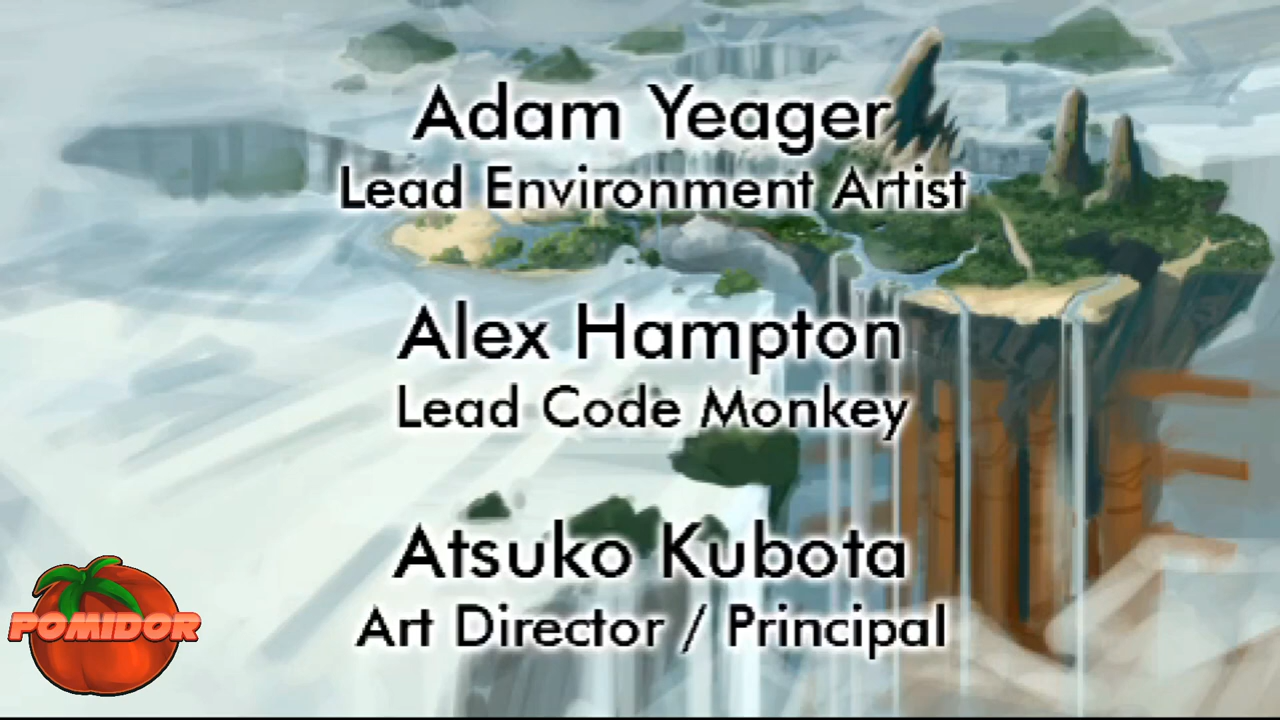 Adam Yeager
Lead Environment Artist
Alex Hampton
Lead Code Monkey
Atsuko Kubota
Art Director / Principal
POMIDOR